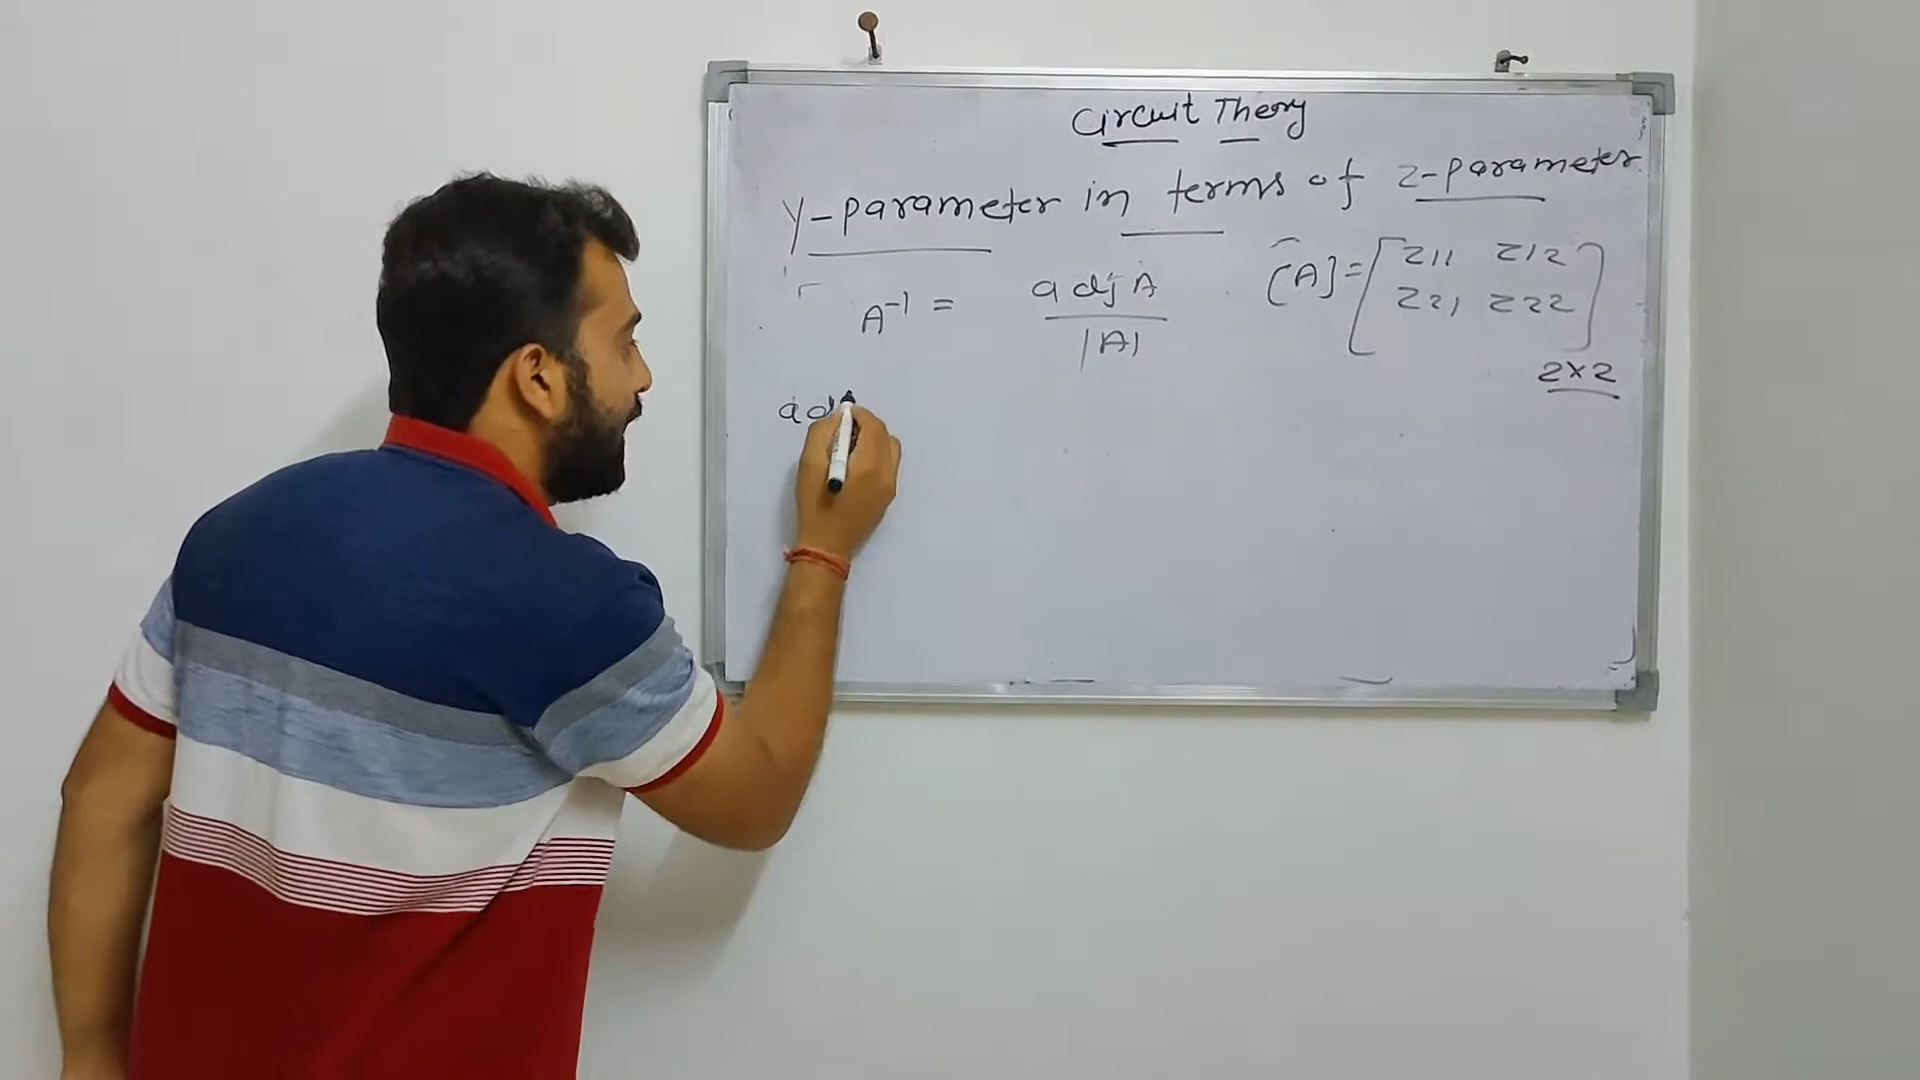 Circuit Theory
Y-parameter in terms of Z-parameter
A⁻¹ = adj A / |A|
[A] = [Z11 Z12
Z21 Z22]
2×2
ad